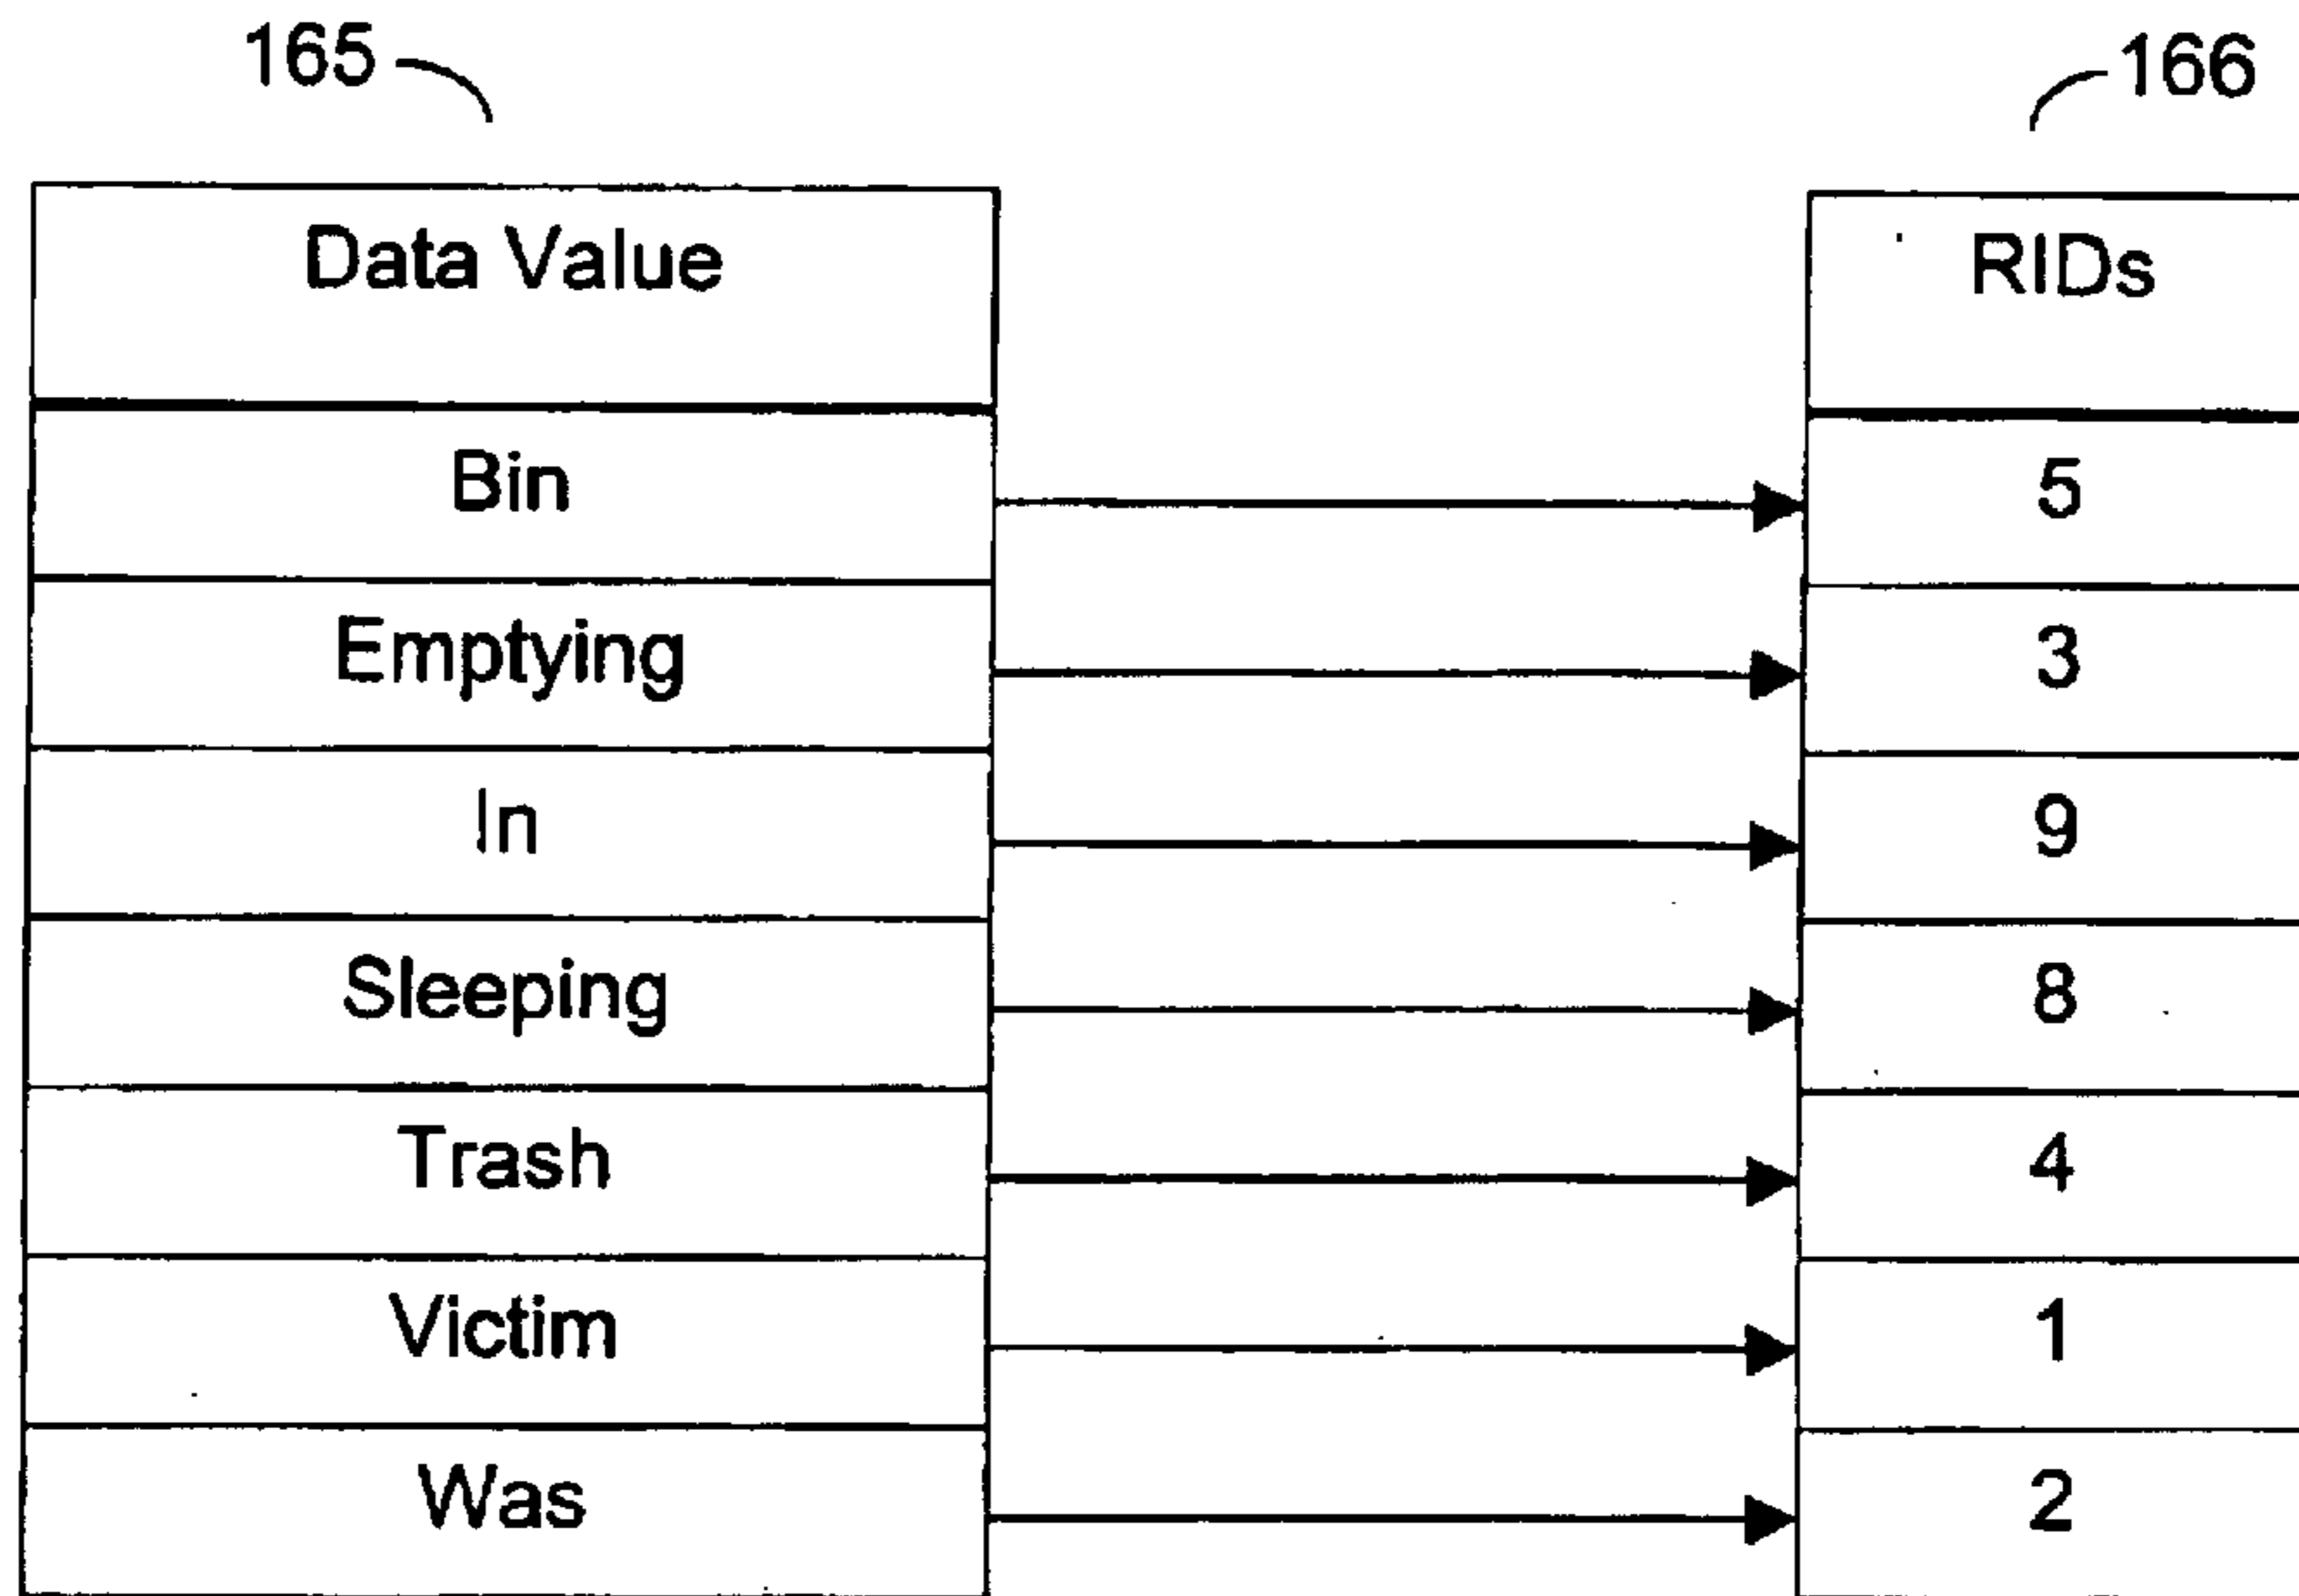 165 166
Data Value RIDs
Bin 5
Emptying 3
In 9
Sleeping 8
Trash 4
Victim 1
Was 2